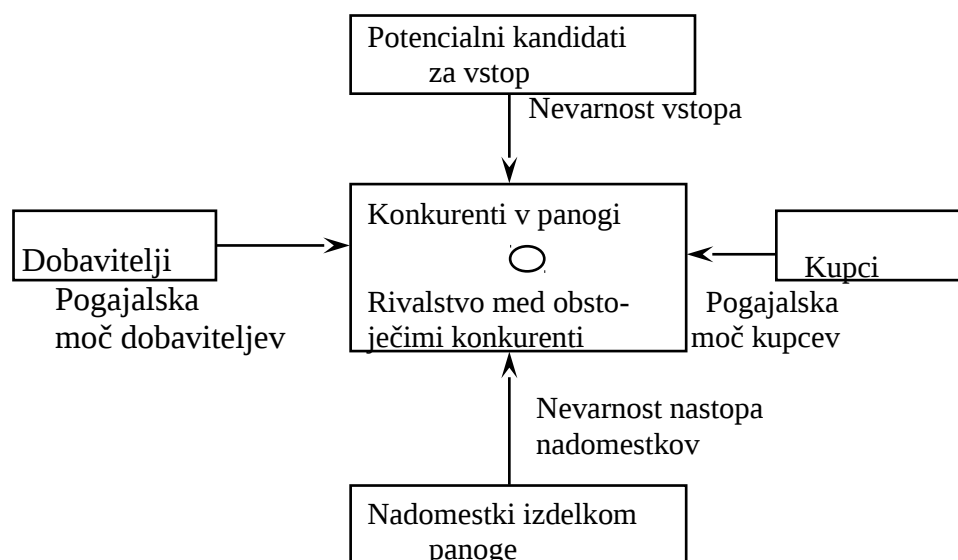 Potencialni kandidati
za vstop
Nevarnost vstopa
Konkurenti v panogi
Dobavitelji
Kupci
Pogajalska
moč dobaviteljev
Rivalstvo med obsto-
ječimi konkurenti
Pogajalska
moč kupcev
Nevarnost nastopa
nadomestkov
Nadomestki izdelkom
panoge